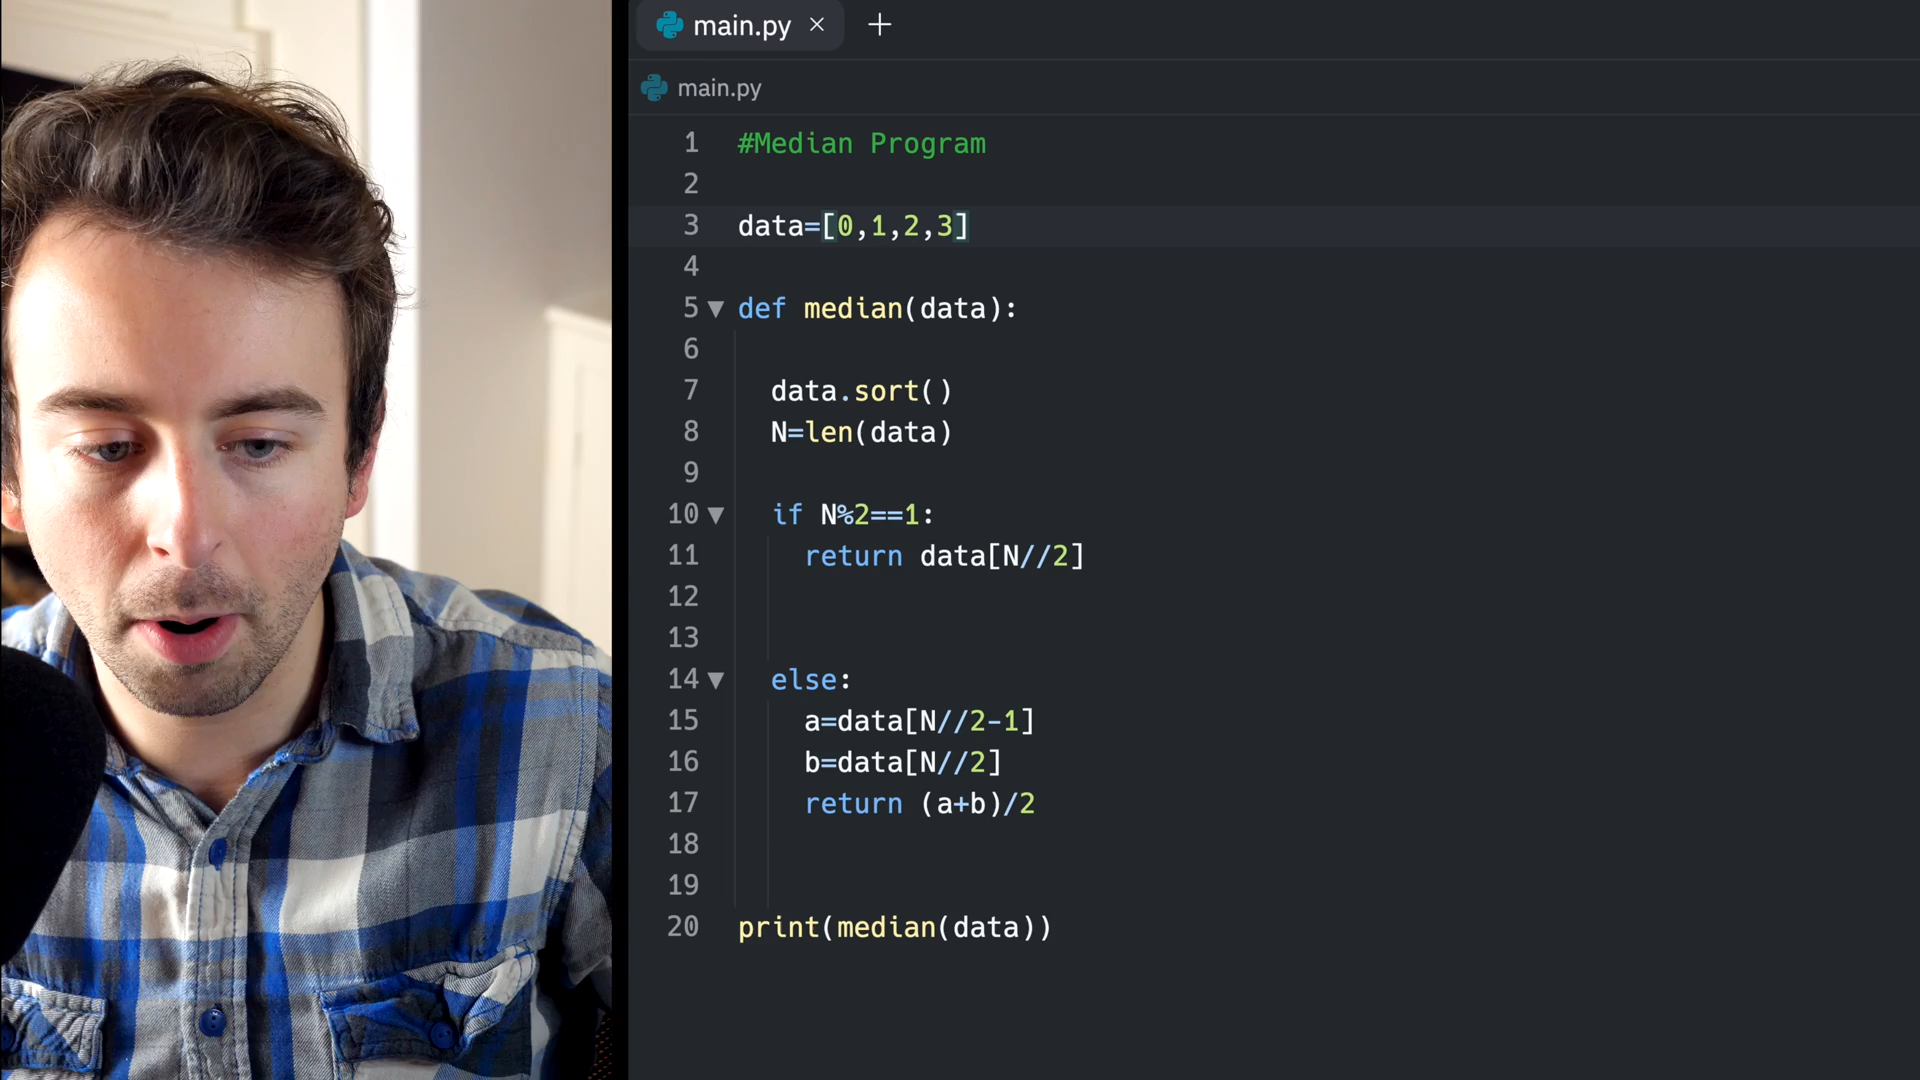 main.py × +
main.py
1 #Median Program
2
3 data=[0,1,2,3]
4
5 def median(data):
6
7 data.sort()
8 N=len(data)
9
10 if N%2==1:
11 return data[N//2]
12
13
14 else:
15 a=data[N//2-1]
16 b=data[N//2]
17 return (a+b)/2
18
19
20 print(median(data))